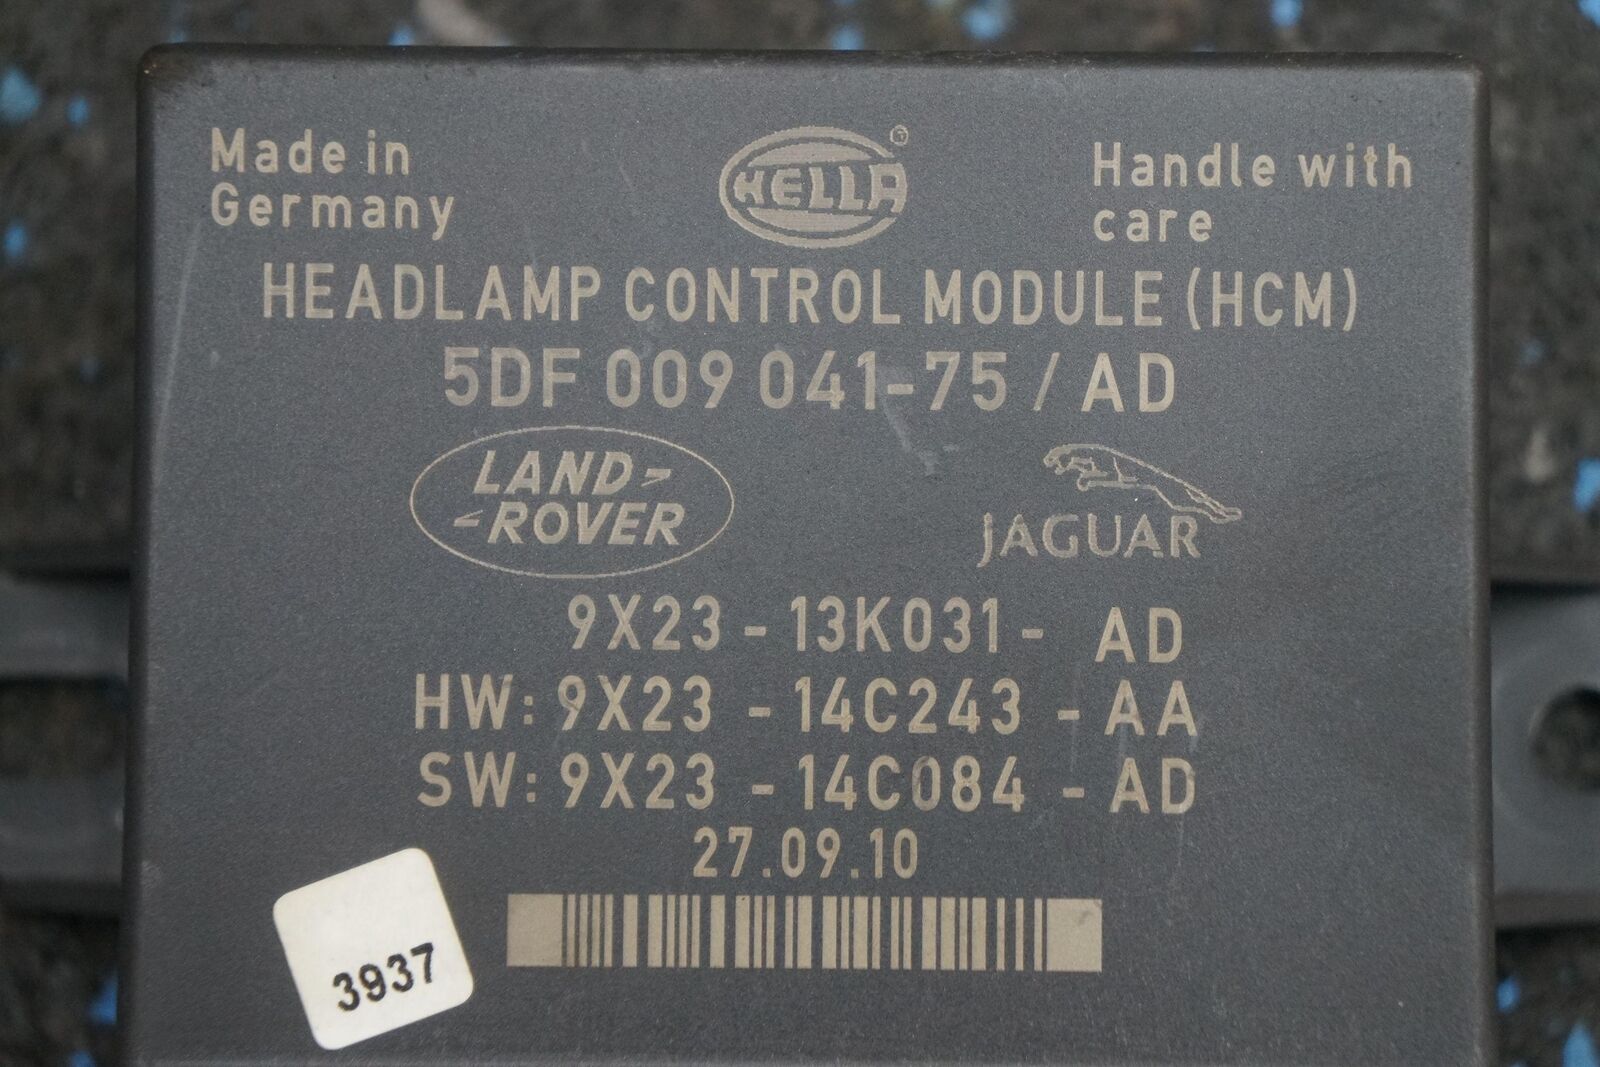 Made in
Germany
HELLA ®
Handle with
care
HEADLAMP CONTROL MODULE (HCM)
5DF 009 041-75 / AD
LAND-
-ROVER
JAGUAR
9X23 - 13K031 - AD
HW: 9X23 - 14C243 - AA
SW: 9X23 - 14C084 - AD
27.09.10
3937